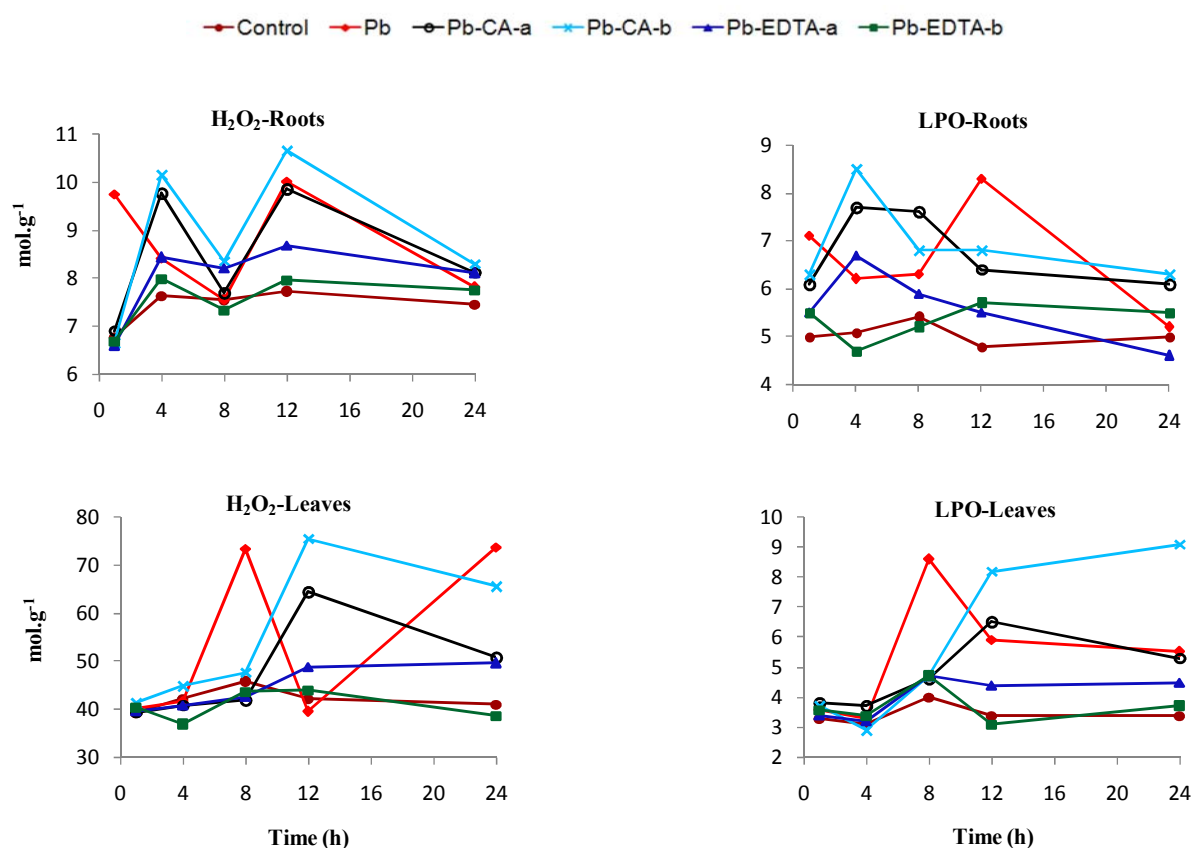 Control Pb Pb-CA-a Pb-CA-b Pb-EDTA-a Pb-EDTA-b
H₂O₂-Roots
mol.g⁻¹
11
10
9
8
7
6
0 4 8 12 16 20 24
LPO-Roots
9
8
7
6
5
4
0 4 8 12 16 20 24
H₂O₂-Leaves
mol.g⁻¹
80
70
60
50
40
30
0 4 8 12 16 20 24
Time (h)
LPO-Leaves
10
9
8
7
6
5
4
3
2
0 4 8 12 16 20 24
Time (h)